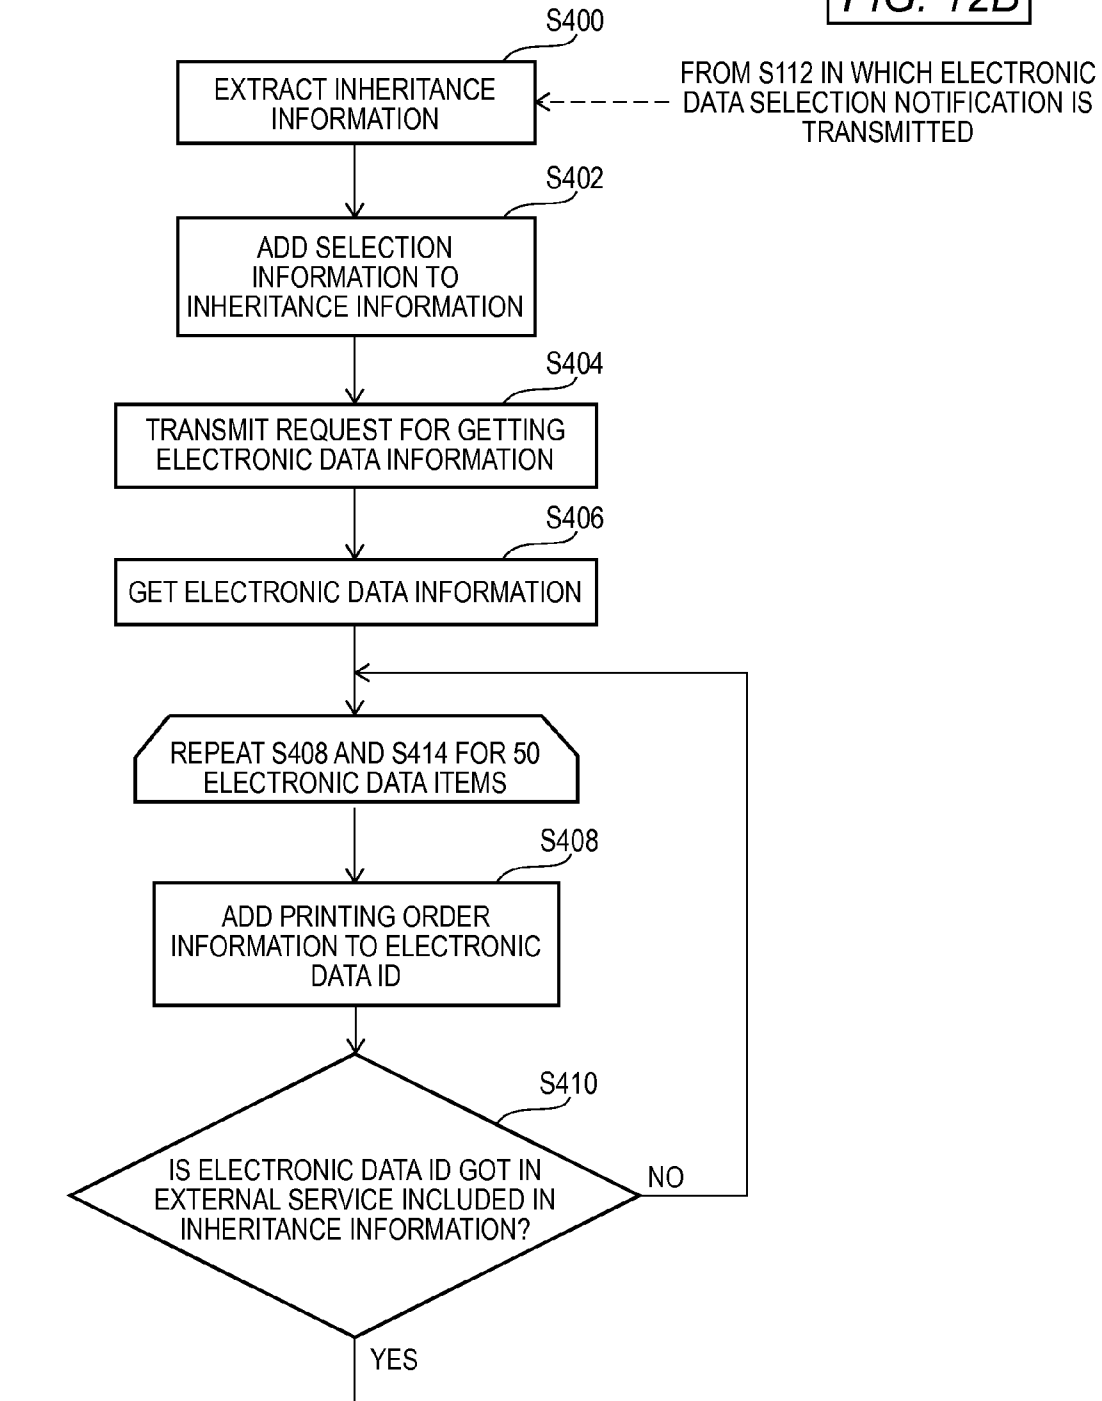 FIG. 12B
S400
EXTRACT INHERITANCE
INFORMATION
FROM S112 IN WHICH ELECTRONIC
DATA SELECTION NOTIFICATION IS
TRANSMITTED
S402
ADD SELECTION
INFORMATION TO
INHERITANCE INFORMATION
S404
TRANSMIT REQUEST FOR GETTING
ELECTRONIC DATA INFORMATION
S406
GET ELECTRONIC DATA INFORMATION
REPEAT S408 AND S414 FOR 50
ELECTRONIC DATA ITEMS
S408
ADD PRINTING ORDER
INFORMATION TO ELECTRONIC
DATA ID
S410
IS ELECTRONIC DATA ID GOT IN
EXTERNAL SERVICE INCLUDED IN
INHERITANCE INFORMATION?
NO
YES